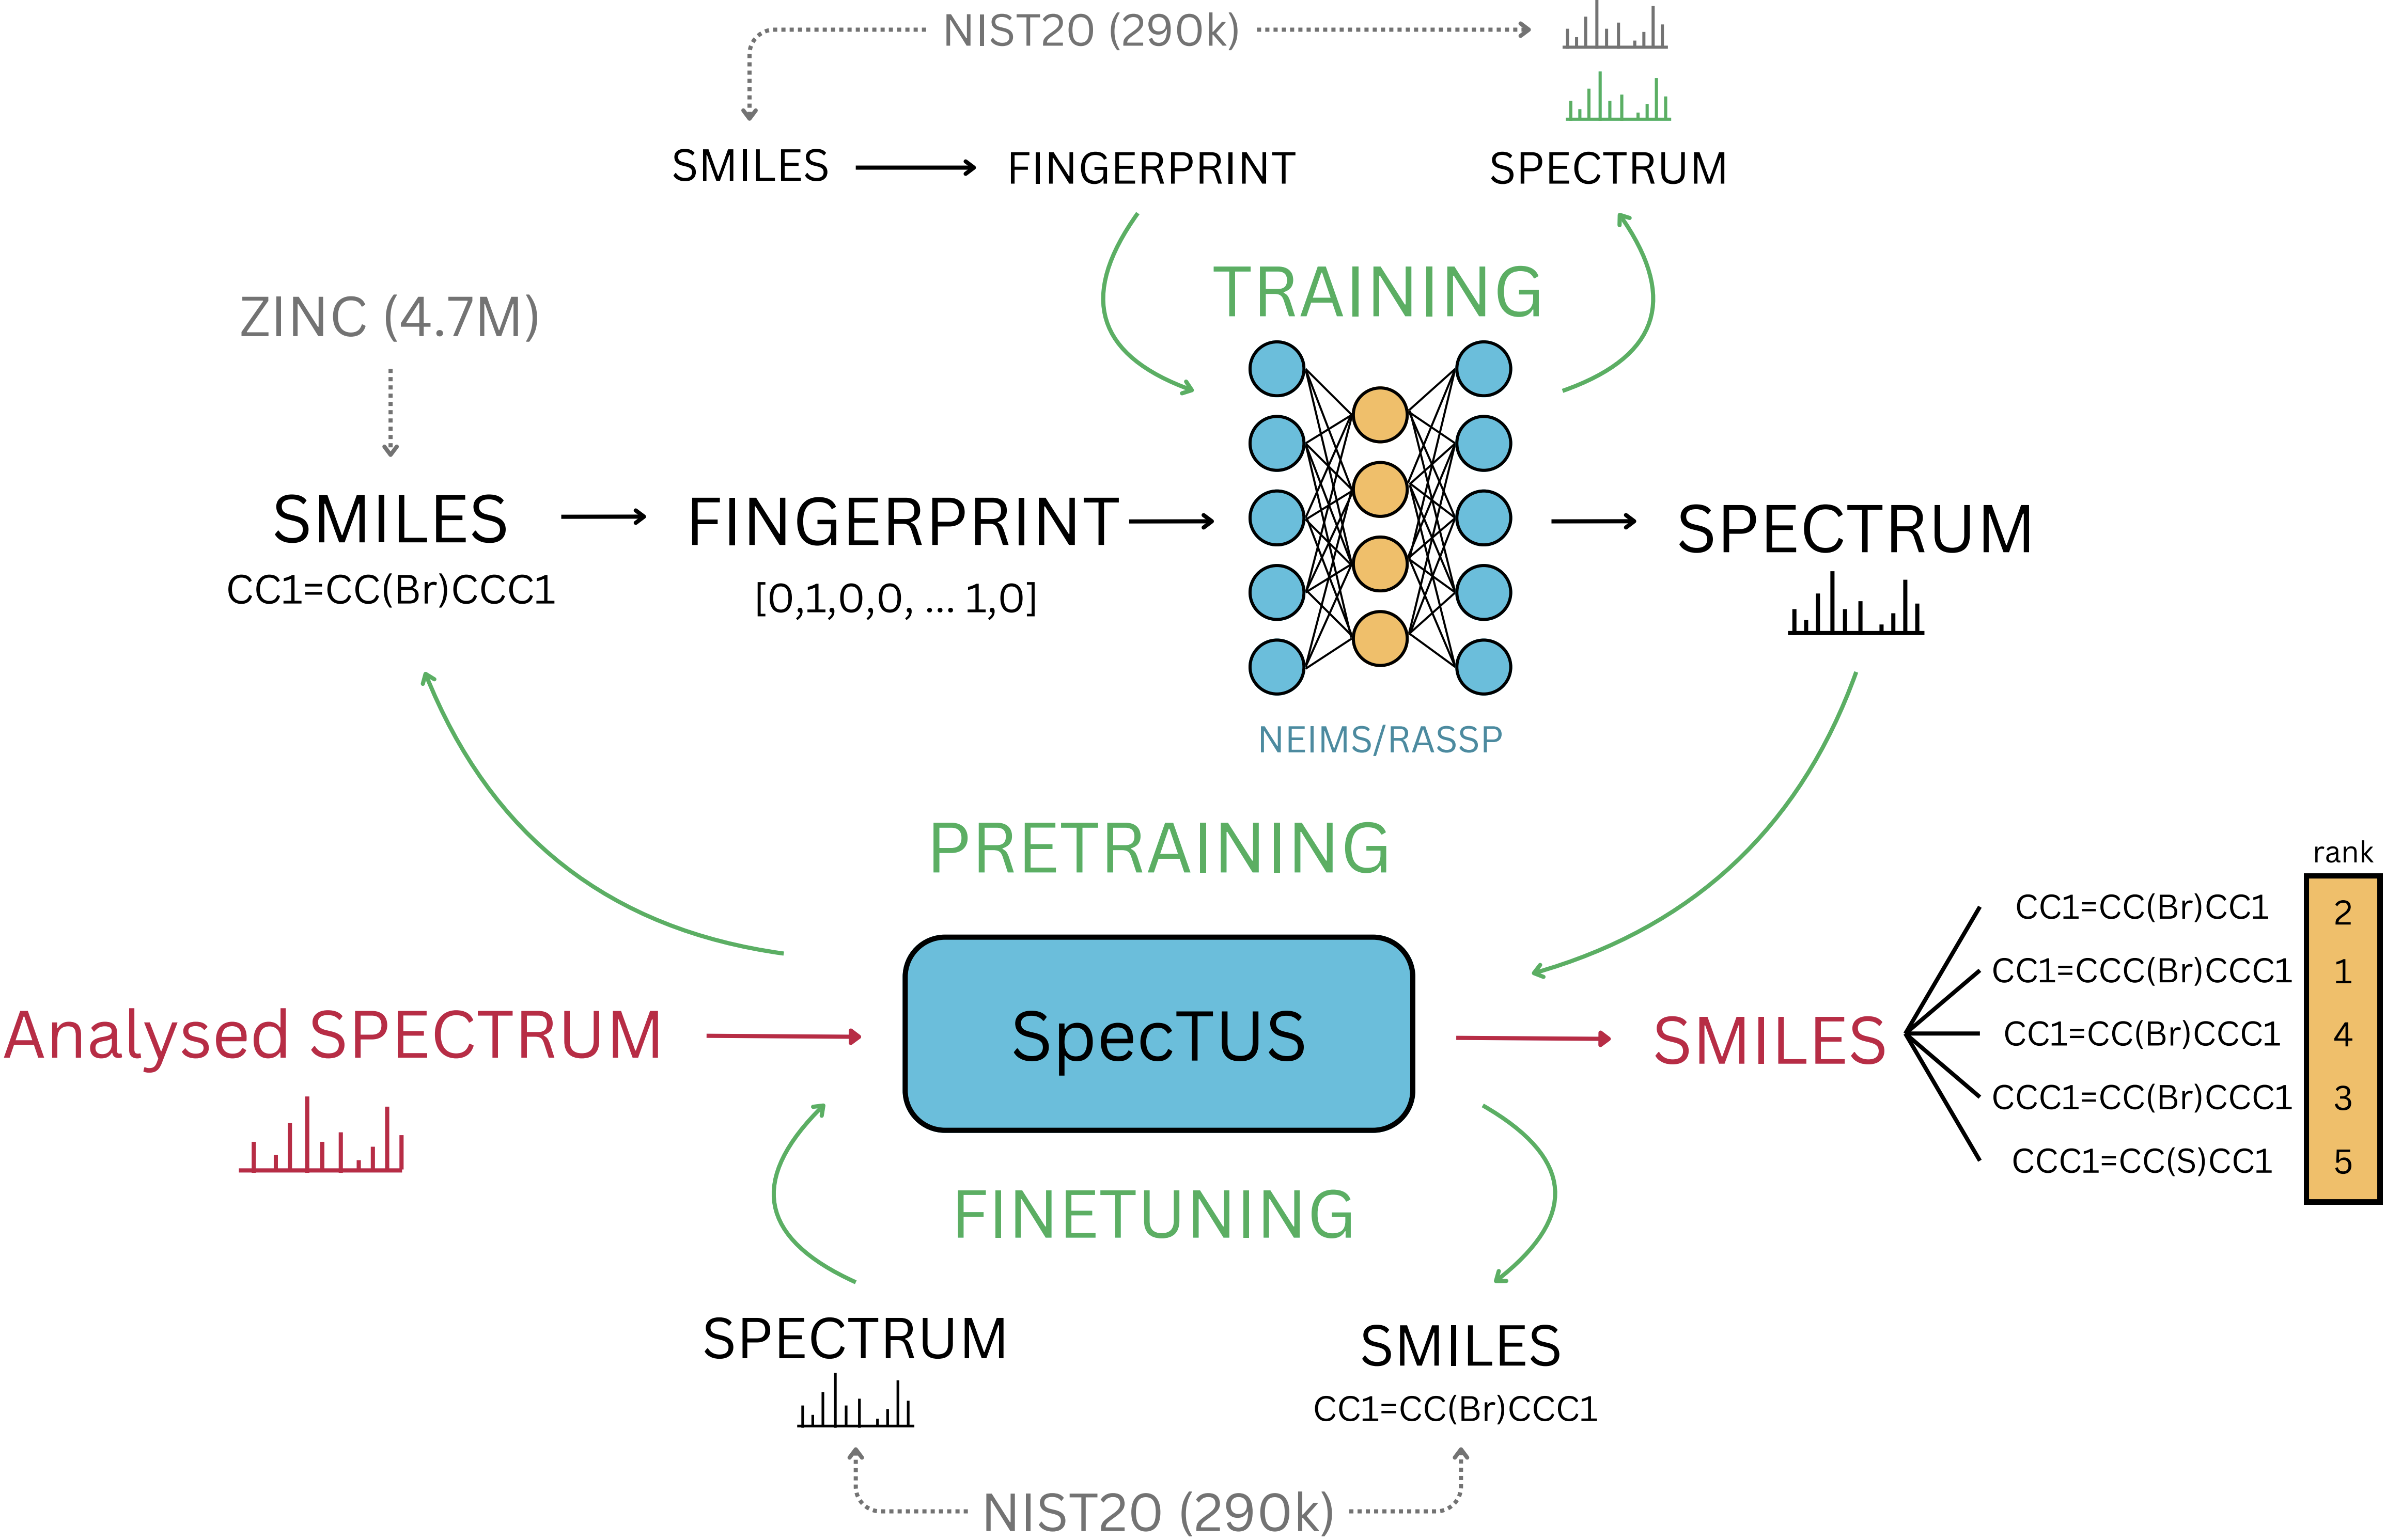 NIST20 (290k)
SMILES
FINGERPRINT
SPECTRUM
TRAINING
ZINC (4.7M)
SMILES
CC1=CC(Br)CCC1
FINGERPRINT
[0,1,0,0, ... 1,0]
SPECTRUM
NEIMS/RASSP
PRETRAINING
rank
CC1=CC(Br)CC1 2
CC1=CCC(Br)CCC1 1
CC1=CC(Br)CCC1 4
CCC1=CC(Br)CCC1 3
CCC1=CC(S)CC1 5
Analysed SPECTRUM
SpecTUS
SMILES
FINETUNING
SPECTRUM
SMILES
CC1=CC(Br)CCC1
NIST20 (290k)